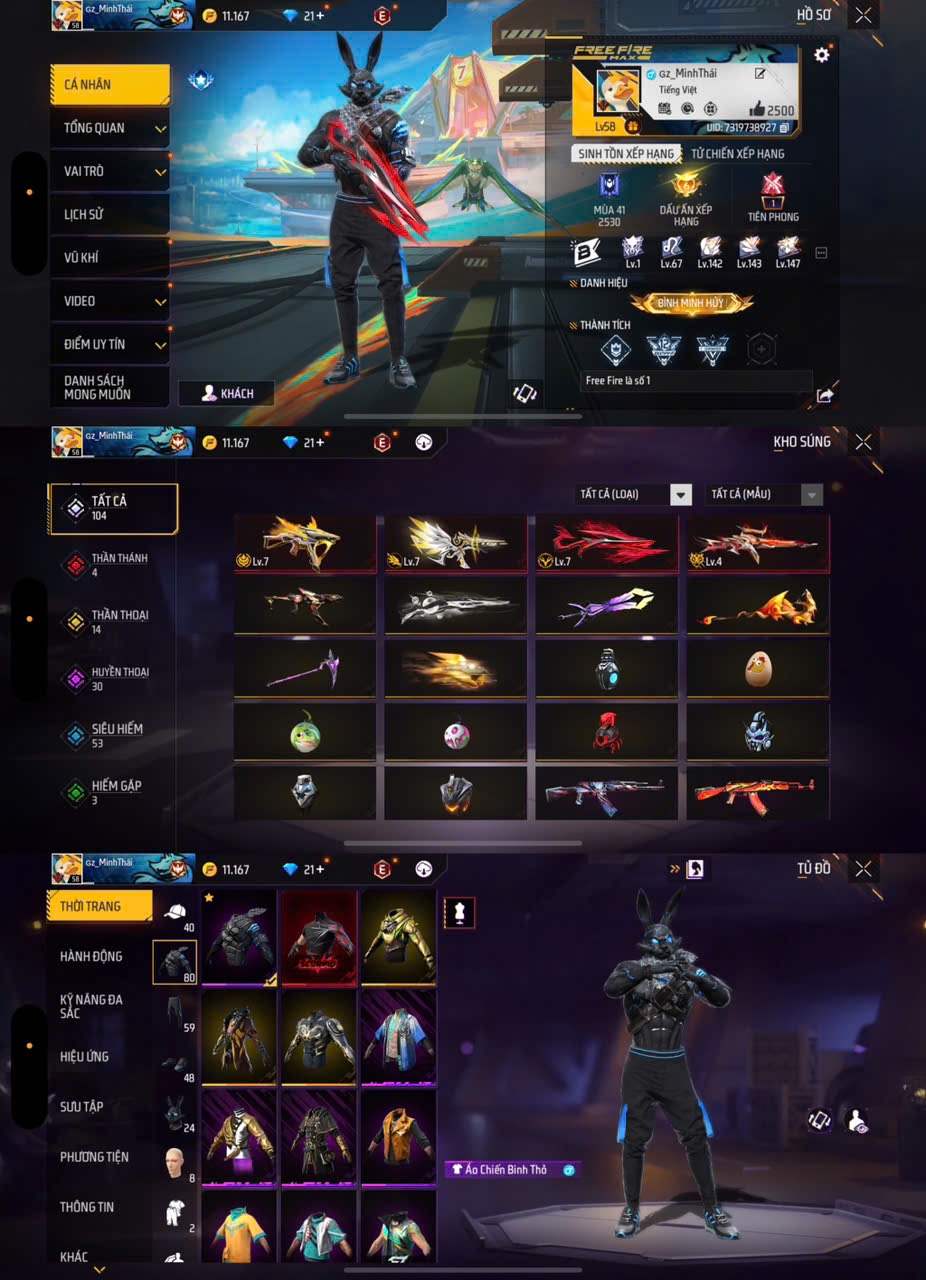 Gz_MinhThái
58
11.167
21+
E
HỒ SƠ
CÁ NHÂN
TỔNG QUAN
VAI TRÒ
LỊCH SỬ
VŨ KHÍ
VIDEO
ĐIỂM UY TÍN
DANH SÁCH
MONG MUỐN
7
KHÁCH
FREE FIRE
MAX
Gz_MinhThái
Tiếng Việt
2500
Lv58
UID: 7319738927
SINH TỒN XẾP HẠNG
TỬ CHIẾN XẾP HẠNG
MÙA 41
2530
DẤU ẤN XẾP
HẠNG
1
TIÊN PHONG
B
Lv.1
Lv.67
Lv.142
Lv.143
Lv.147
DANH HIỆU
BÌNH MINH HỦY
THÀNH TÍCH
Free Fire là số 1
Gz_MinhThái
58
11.167
21+
E
KHO SÚNG
TẤT CẢ
104
THẦN THÁNH
4
THẦN THOẠI
14
HUYỀN THOẠI
30
SIÊU HIẾM
53
HIẾM GẶP
3
TẤT CẢ (LOẠI)
TẤT CẢ (MẪU)
Lv.7
Lv.7
Lv.7
Lv.4
Gz_MinhThái
58
11.167
21+
E
TỦ ĐỒ
THỜI TRANG
HÀNH ĐỘNG
KỸ NĂNG ĐA
SẮC
HIỆU ỨNG
SƯU TẬP
PHƯƠNG TIỆN
THÔNG TIN
KHÁC
40
80
59
48
24
8
2
Áo Chiến Binh Thỏ